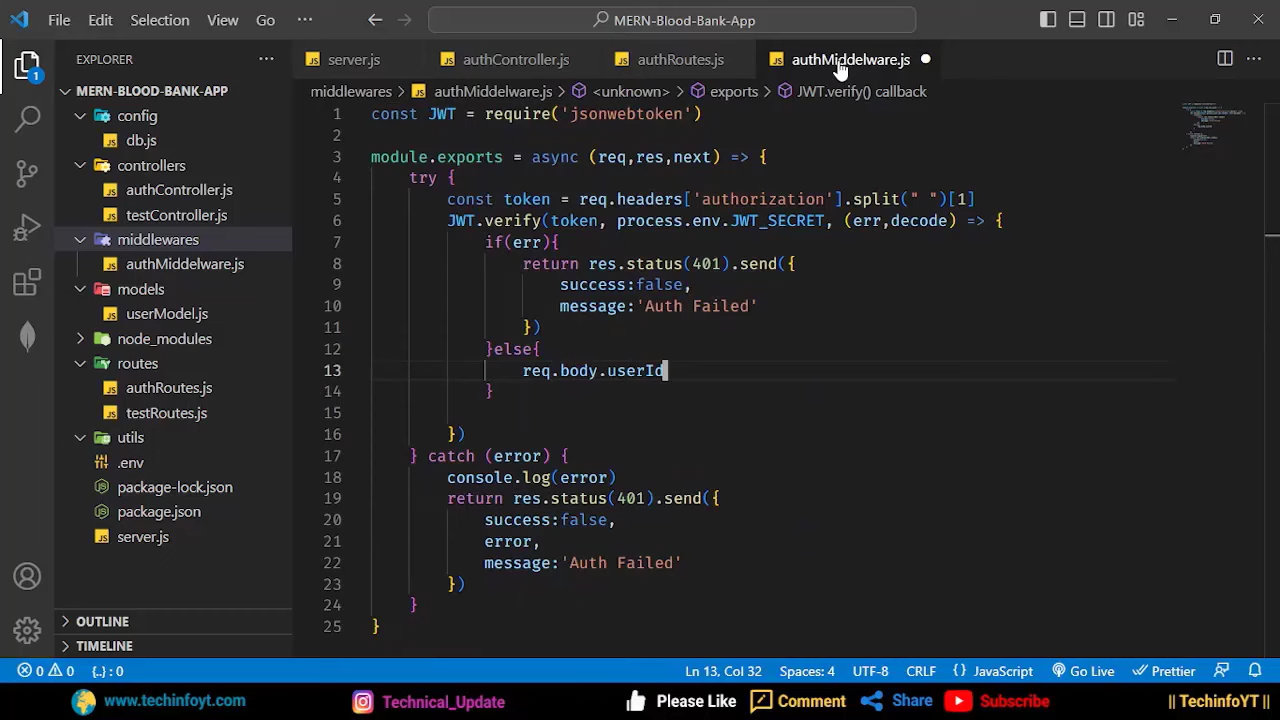 File Edit Selection View Go ··· MERN-Blood-Bank-App
EXPLORER ···
MERN-BLOOD-BANK-APP
config
db.js
controllers
authController.js
testController.js
middlewares
authMiddelware.js
models
userModel.js
node_modules
routes
authRoutes.js
testRoutes.js
utils
.env
package-lock.json
package.json
server.js
OUTLINE
TIMELINE
1
server.js authController.js authRoutes.js authMiddelware.js
middlewares > authMiddelware.js > <unknown> > exports > JWT.verify() callback
1 const JWT = require('jsonwebtoken')
2
3 module.exports = async (req,res,next) => {
4 try {
5 const token = req.headers['authorization'].split(" ")[1]
6 JWT.verify(token, process.env.JWT_SECRET, (err,decode) => {
7 if(err){
8 return res.status(401).send({
9 success:false,
10 message:'Auth Failed'
11 })
12 }else{
13 req.body.userId
14 }
15
16 })
17 } catch (error) {
18 console.log(error)
19 return res.status(401).send({
20 success:false,
21 error,
22 message:'Auth Failed'
23 })
24 }
25 }
0 0 {..} : 0 Ln 13, Col 32 Spaces: 4 UTF-8 CRLF {} JavaScript Go Live Prettier
www.techinfoyt.com Technical_Update Please Like Comment Share Subscribe || TechinfoYT ||